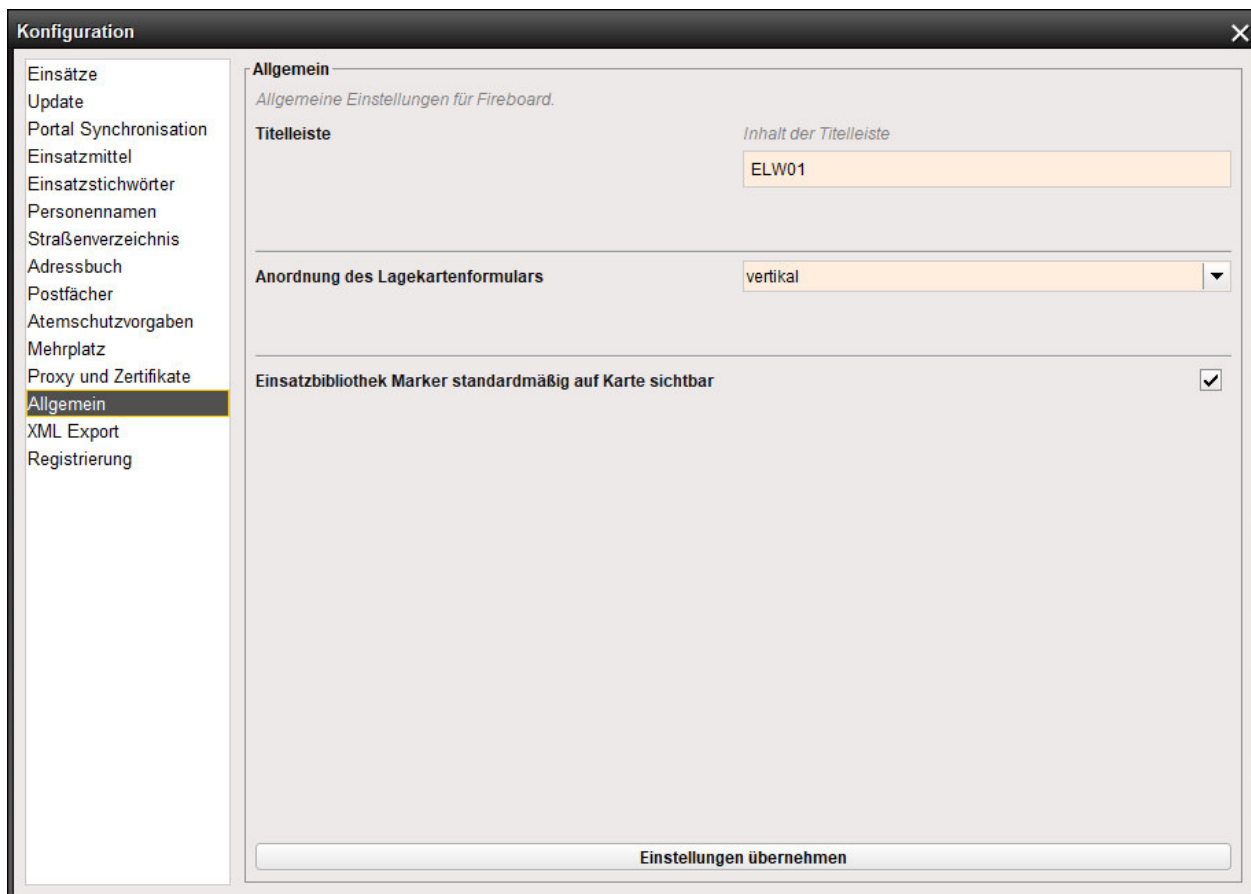 Konfiguration
Einsätze
Update
Portal Synchronisation
Einsatzmittel
Einsatzstichwörter
Personennamen
Straßenverzeichnis
Adressbuch
Postfächer
Atemschutzvorgaben
Mehrplatz
Proxy und Zertifikate
Allgemein
XML Export
Registrierung
Allgemein
Allgemeine Einstellungen für Fireboard.
Titelleiste
Inhalt der Titelleiste
ELW01
Anordnung des Lagekartenformulars
vertikal
Einsatzbibliothek Marker standardmäßig auf Karte sichtbar
Einstellungen übernehmen